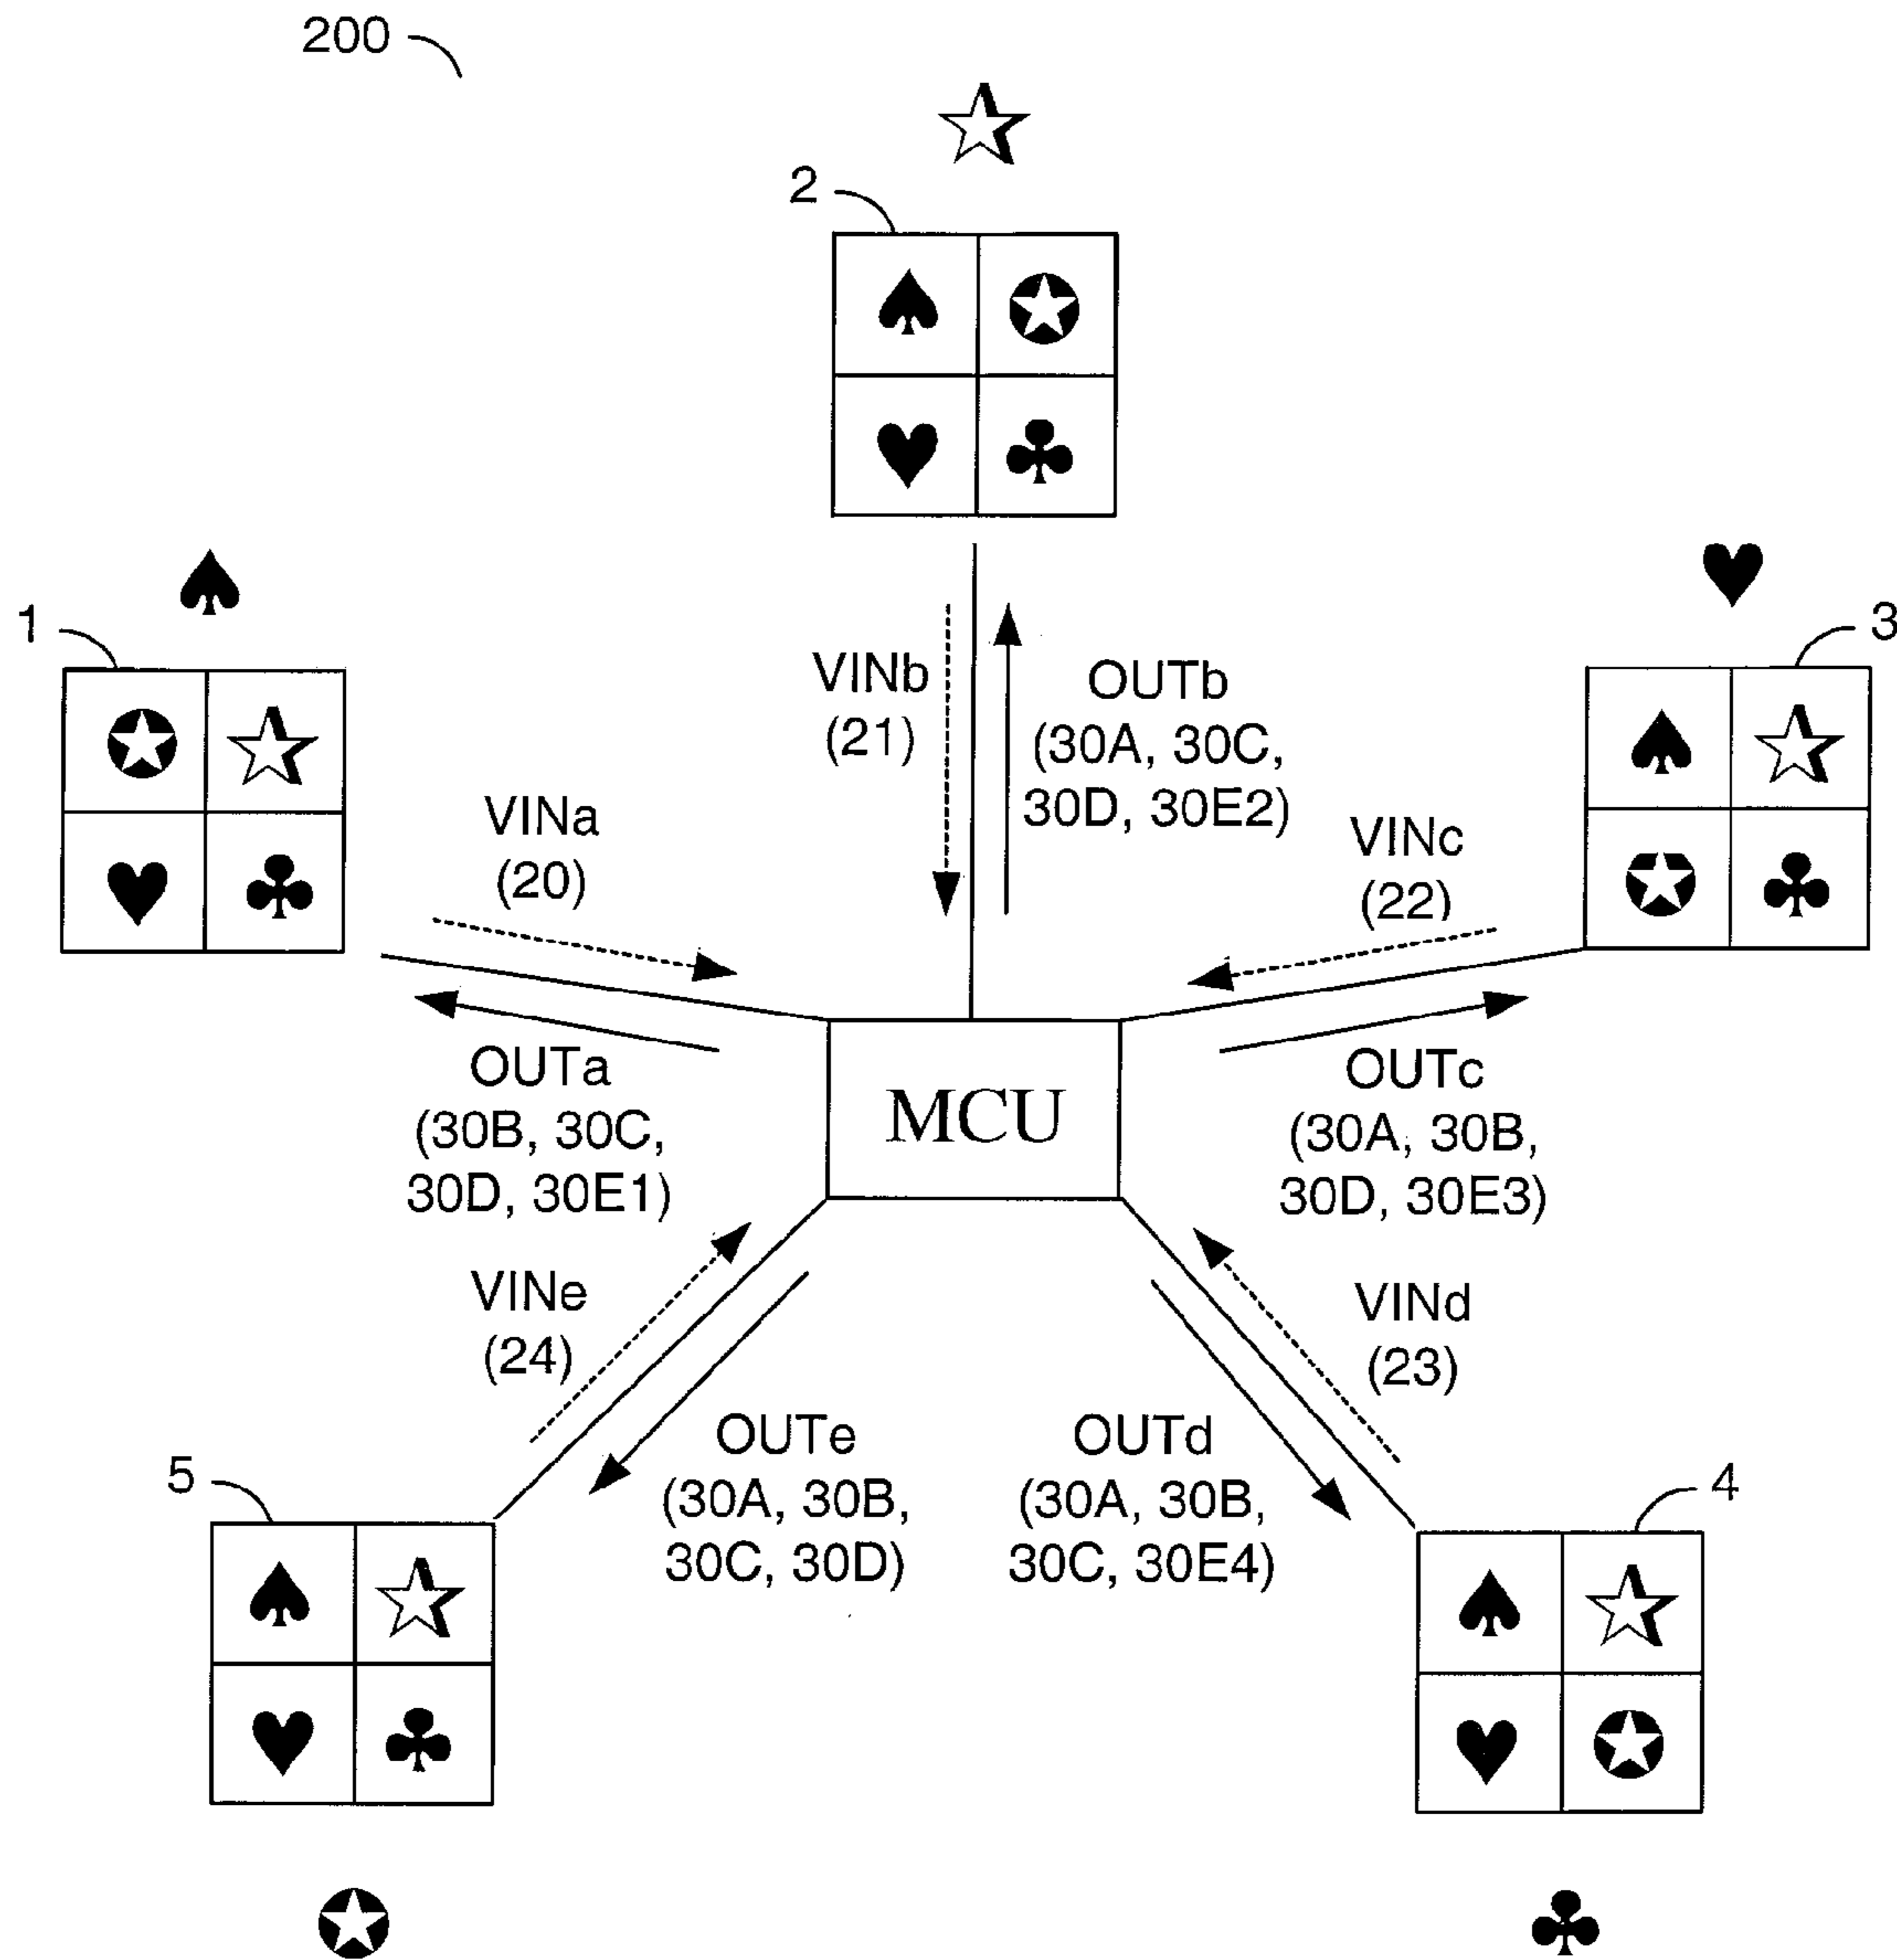 200
2
1
3
VINb
(21)
OUTb
(30A, 30C,
30D, 30E2)
VINa
(20)
VINc
(22)
OUTa
(30B, 30C,
30D, 30E1)
MCU
OUTc
(30A, 30B,
30D, 30E3)
VINe
(24)
VINd
(23)
OUTe
(30A, 30B,
30C, 30D)
OUTd
(30A, 30B,
30C, 30E4)
5
4